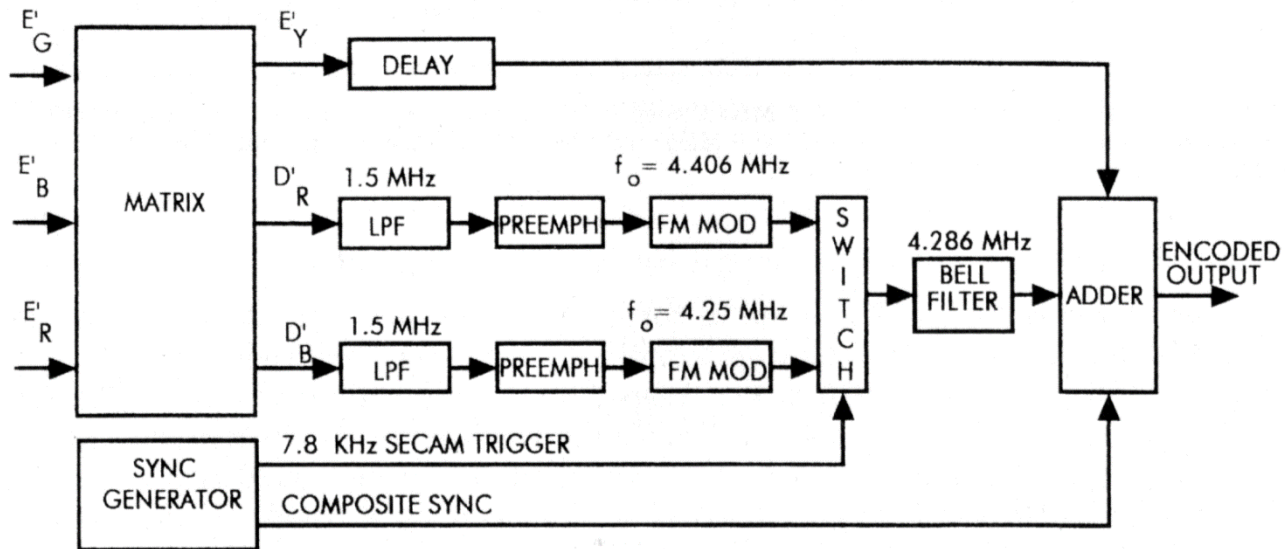 E'G
E'Y
DELAY
E'B
MATRIX
D'R
1.5 MHz
LPF
PREEMPH
fo = 4.406 MHz
FM MOD
SWITCH
4.286 MHz
BELL
FILTER
ADDER
ENCODED
OUTPUT
E'R
D'B
1.5 MHz
LPF
PREEMPH
fo = 4.25 MHz
FM MOD
7.8 KHz SECAM TRIGGER
SYNC
GENERATOR
COMPOSITE SYNC